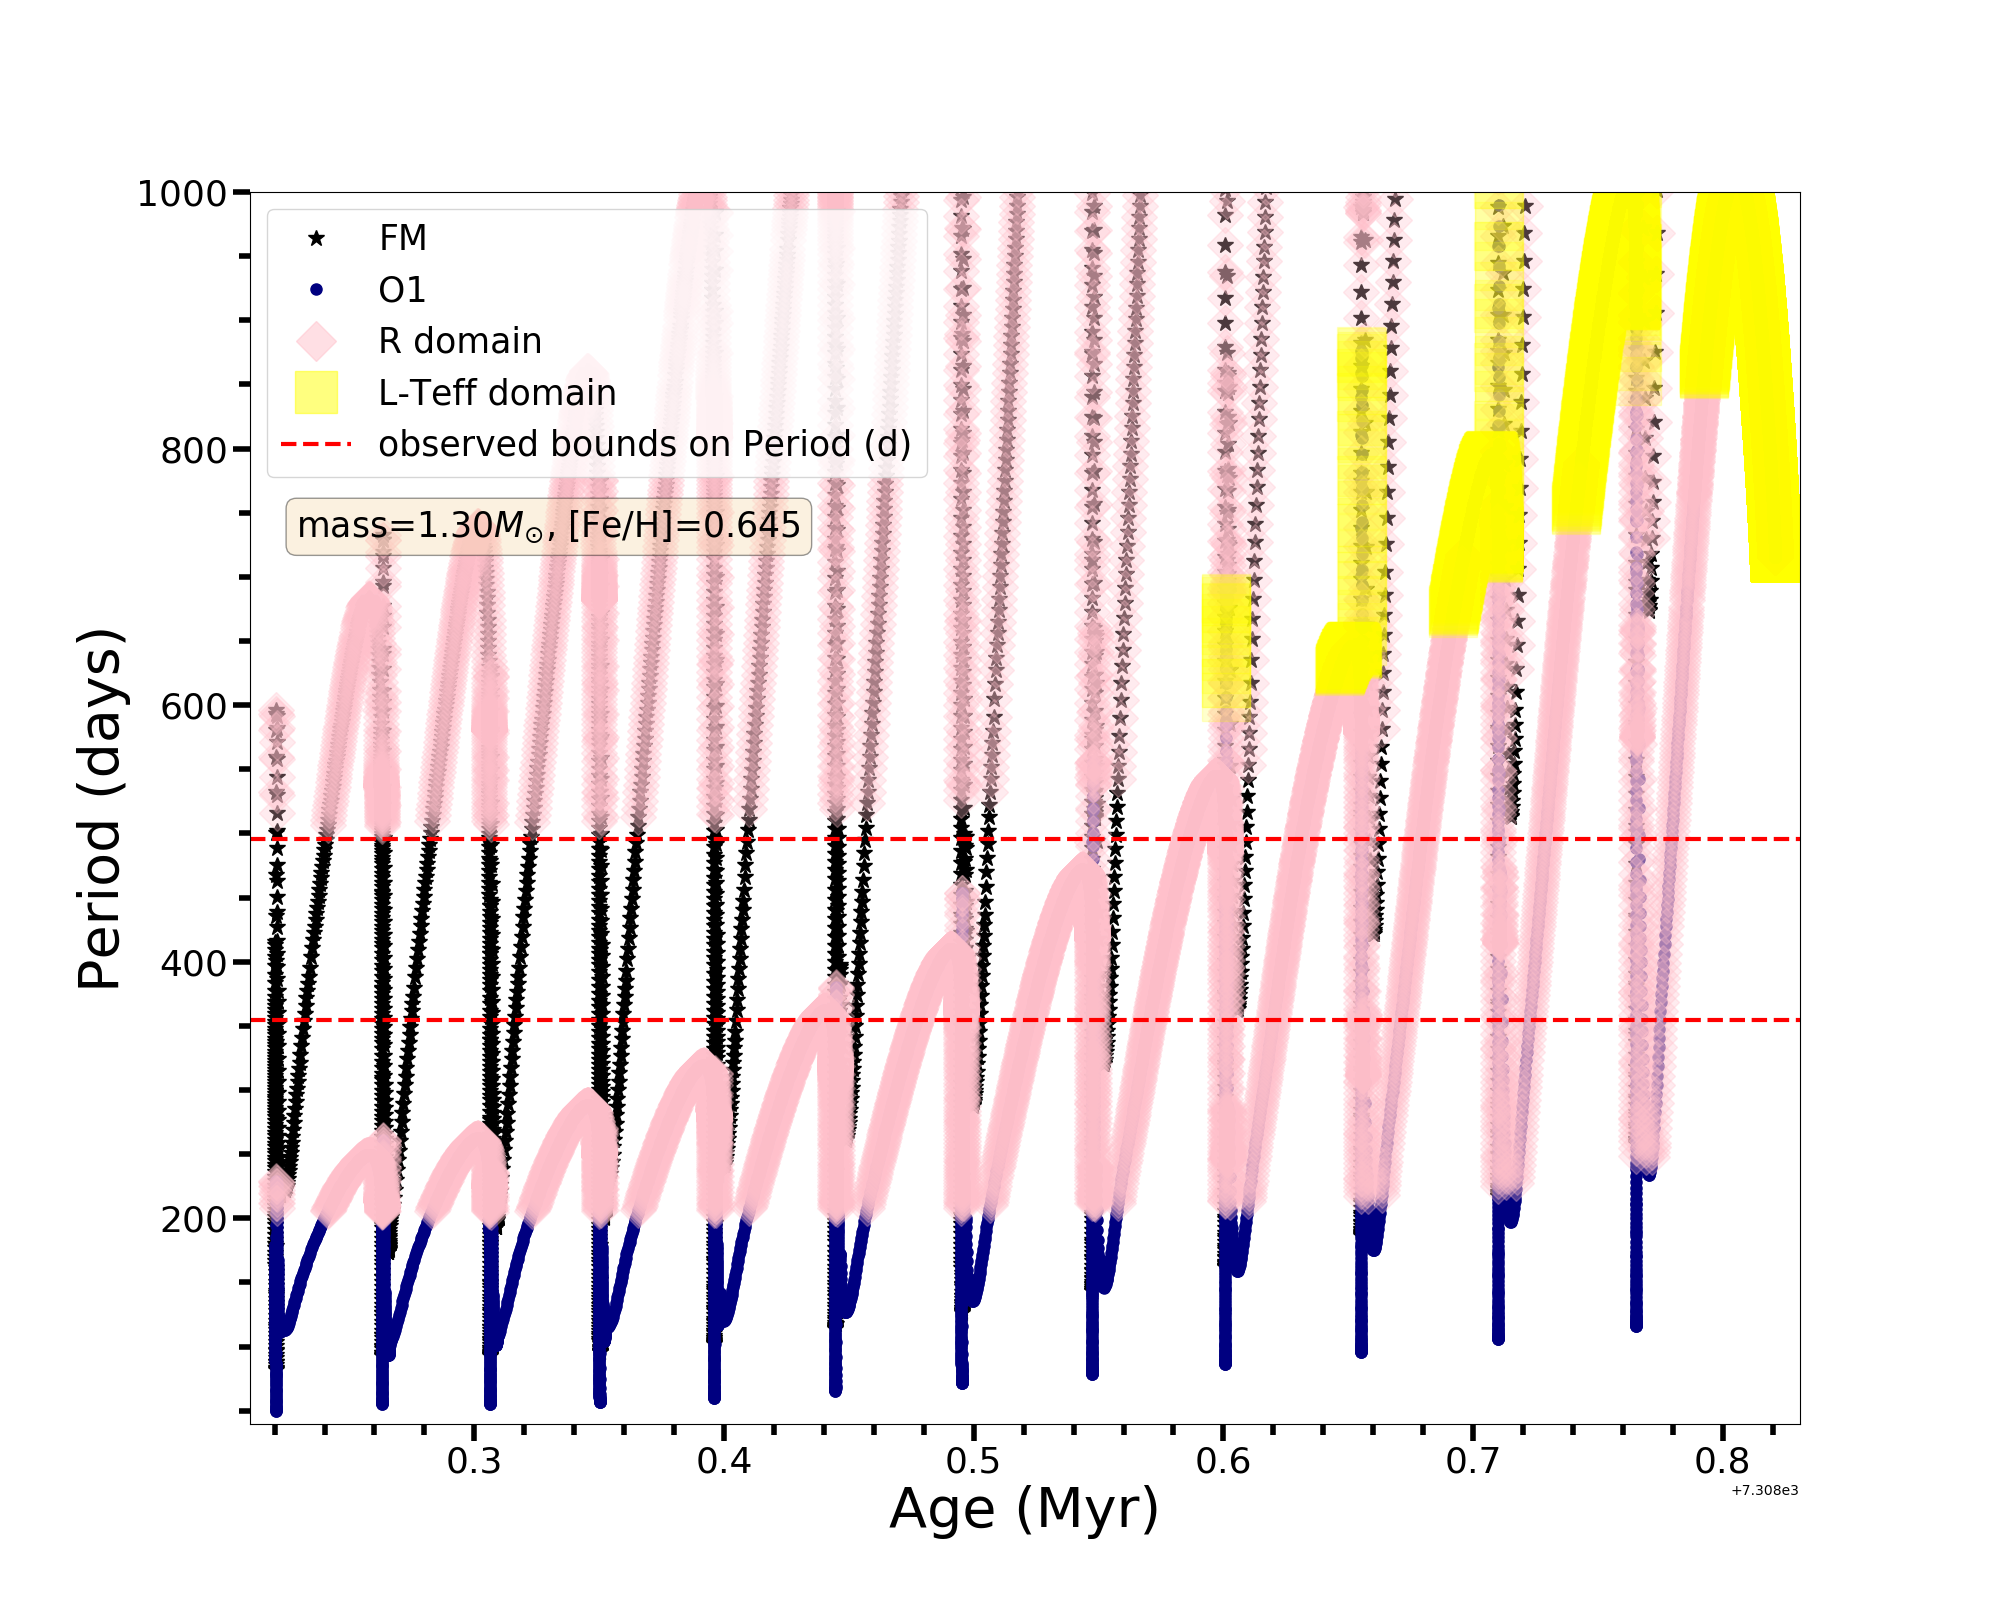 1000
800
600
400
200
Period (days)
FM
O1
R domain
L-Teff domain
observed bounds on Period (d)
mass=1.30M⊙, [Fe/H]=0.645
0.3 0.4 0.5 0.6 0.7 0.8
+7.308e3
Age (Myr)